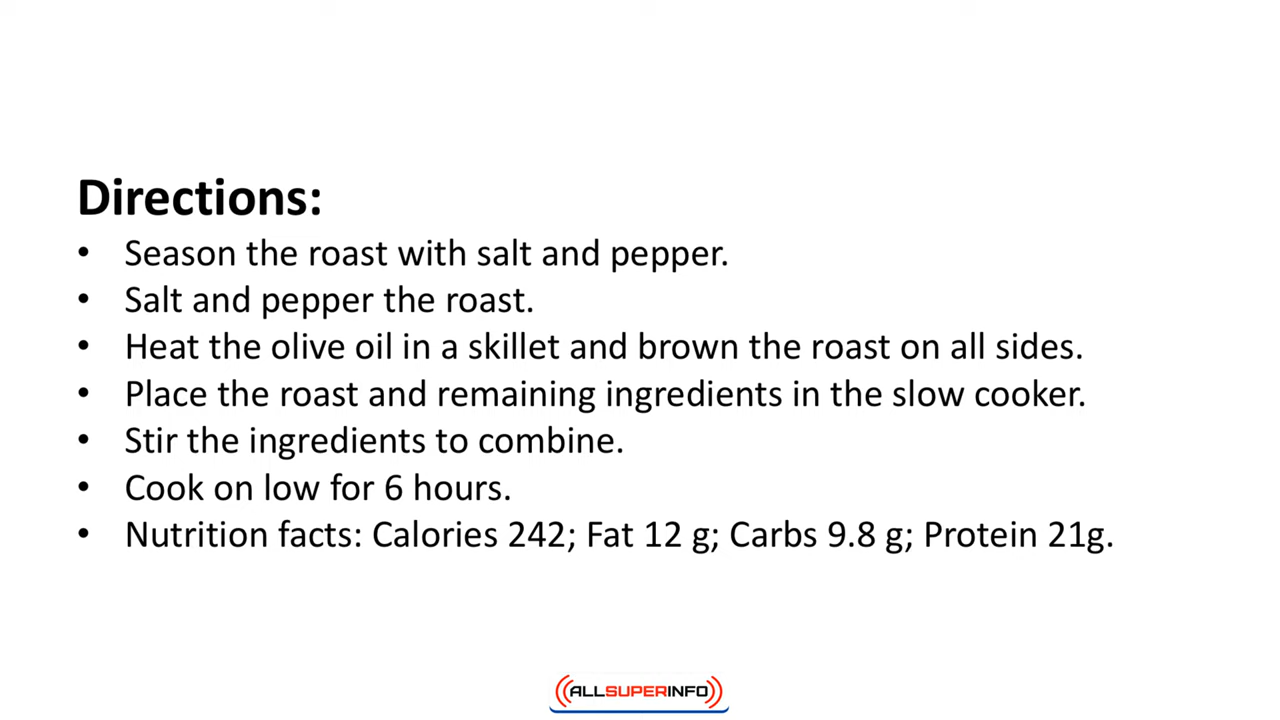 Directions:
• Season the roast with salt and pepper.
• Salt and pepper the roast.
• Heat the olive oil in a skillet and brown the roast on all sides.
• Place the roast and remaining ingredients in the slow cooker.
• Stir the ingredients to combine.
• Cook on low for 6 hours.
• Nutrition facts: Calories 242; Fat 12 g; Carbs 9.8 g; Protein 21g.
ALLSUPERINFO